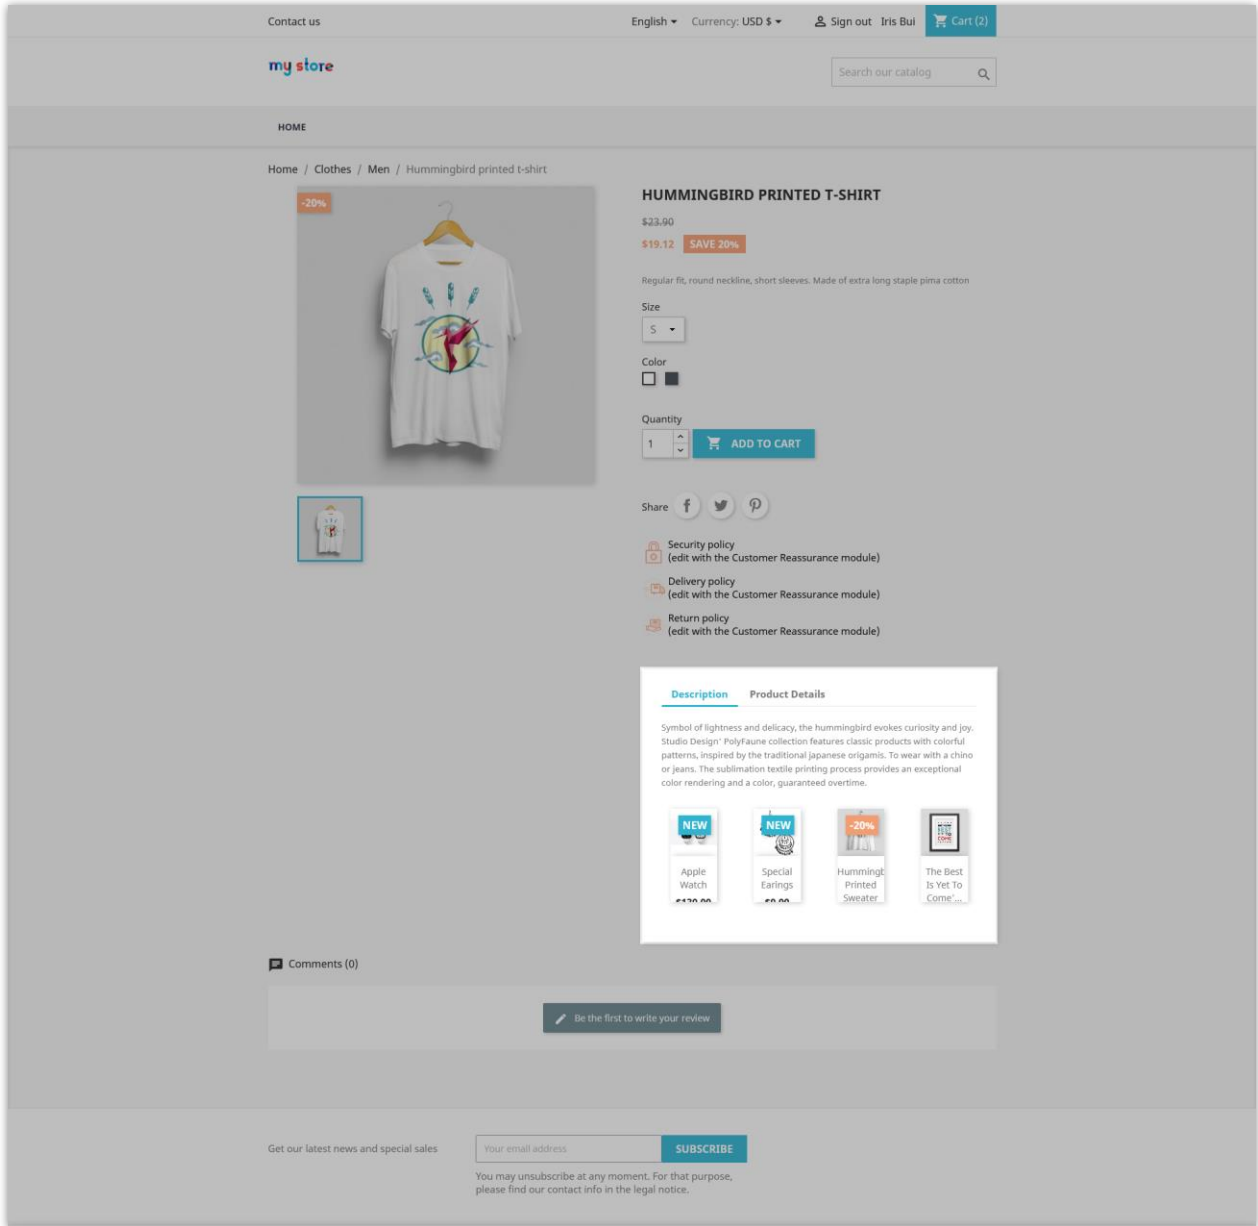 Contact us
English
Currency: USD $
Sign out
Iris Bui
Cart (2)
my store
Search our catalog
HOME
Home / Clothes / Men / Hummingbird printed t-shirt
-20%
HUMMINGBIRD PRINTED T-SHIRT
$23.90
$19.12
SAVE 20%
Regular fit, round neckline, short sleeves. Made of extra long staple pima cotton
Size
S
Color
Quantity
1
ADD TO CART
Share
Security policy
(edit with the Customer Reassurance module)
Delivery policy
(edit with the Customer Reassurance module)
Return policy
(edit with the Customer Reassurance module)
Description
Product Details
Symbol of lightness and delicacy, the hummingbird evokes curiosity and joy.
Studio Design' PolyFaune collection features classic products with colorful
patterns, inspired by the traditional japanese origamis. To wear with a chino
or jeans. The sublimation textile printing process provides an exceptional
color rendering and a color, guaranteed overtime.
NEW
Apple
Watch
NEW
Special
Earings
-20%
Hummingb
Printed
Sweater
The Best
Is Yet To
Come'...
Comments (0)
Be the first to write your review
Get our latest news and special sales
Your email address
SUBSCRIBE
You may unsubscribe at any moment. For that purpose,
please find our contact info in the legal notice.